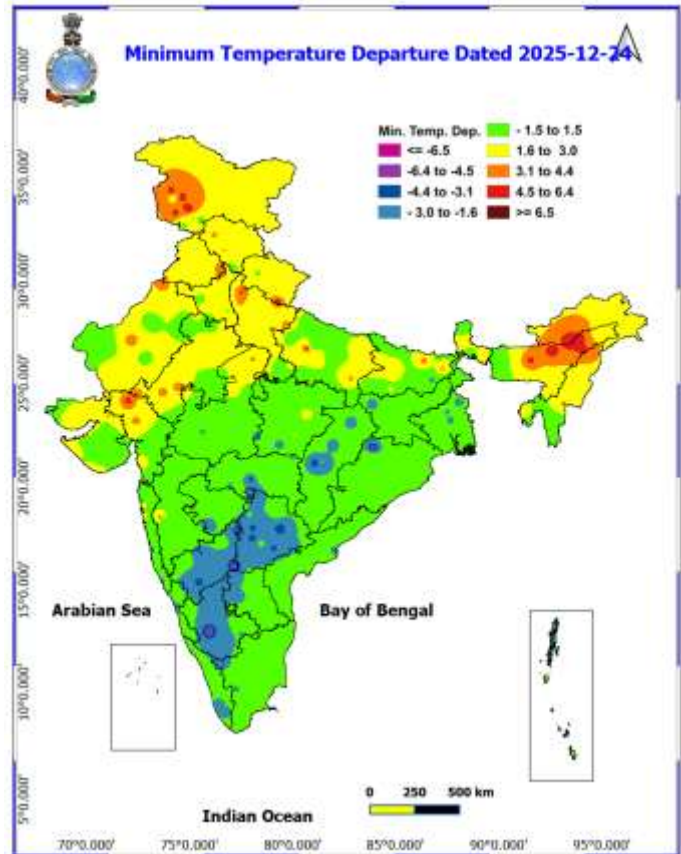 Minimum Temperature Departure Dated 2025-12-24
Min. Temp. Dep.
<= -6.5
-6.4 to -4.5
-4.4 to -3.1
- 3.0 to -1.6
- 1.5 to 1.5
1.6 to 3.0
3.1 to 4.4
4.5 to 6.4
>= 6.5
40°0.000'
35°0.000'
30°0.000'
25°0.000'
20°0.000'
15°0.000'
10°0.000'
5°0.000'
Arabian Sea
Bay of Bengal
0 250 500 km
Indian Ocean
70°0.000' 75°0.000' 80°0.000' 85°0.000' 90°0.000' 95°0.000'